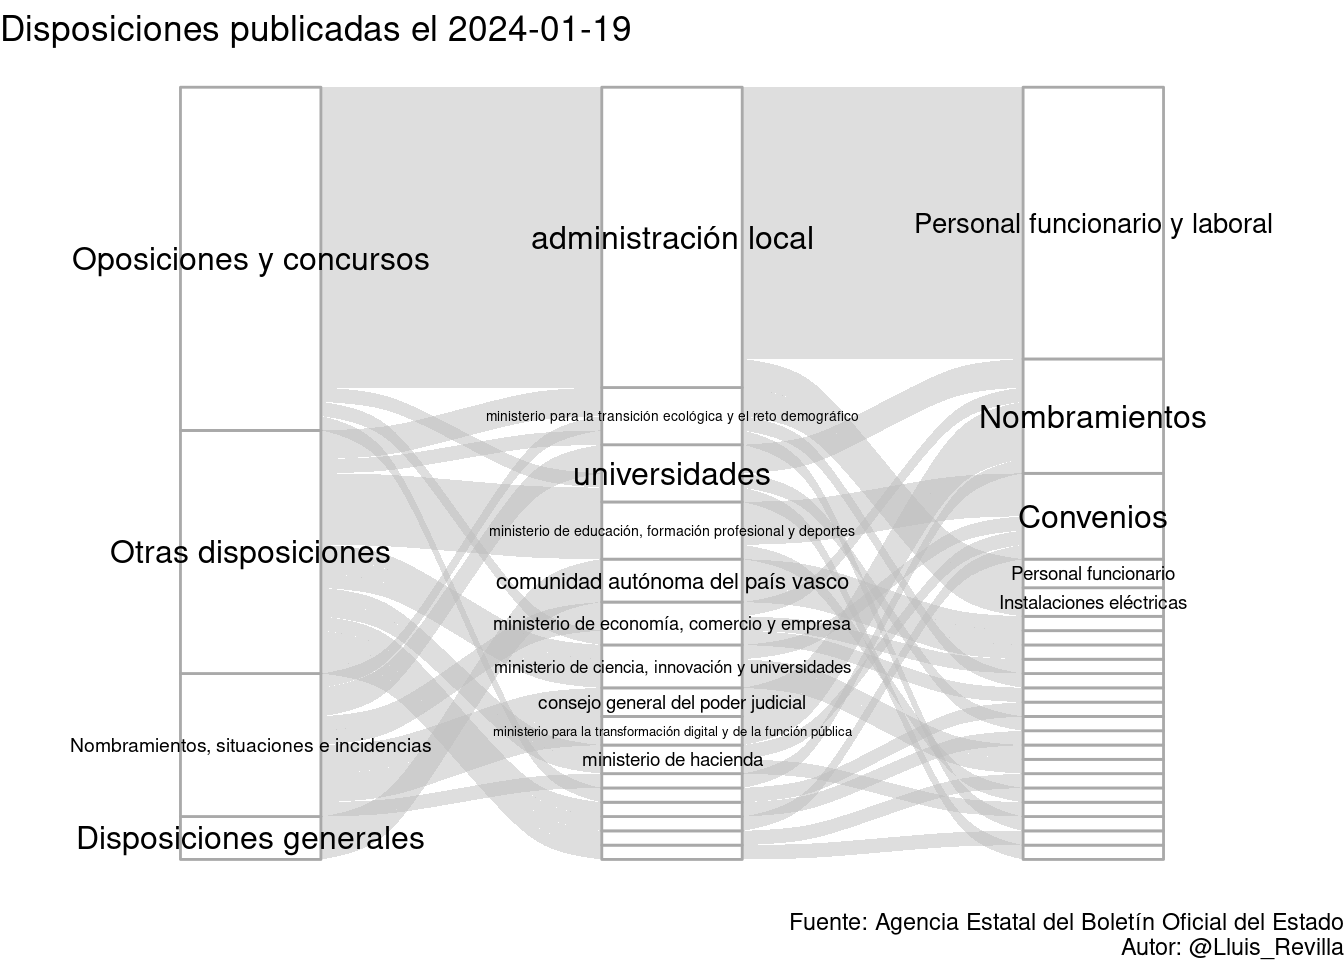 Disposiciones publicadas el 2024-01-19
Oposiciones y concursos
Otras disposiciones
Nombramientos, situaciones e incidencias
Disposiciones generales
administración local
ministerio para la transición ecológica y el reto demográfico
universidades
ministerio de educación, formación profesional y deportes
comunidad autónoma del país vasco
ministerio de economía, comercio y empresa
ministerio de ciencia, innovación y universidades
consejo general del poder judicial
ministerio para la transformación digital y de la función pública
ministerio de hacienda
Personal funcionario y laboral
Nombramientos
Convenios
Personal funcionario
Instalaciones eléctricas
Fuente: Agencia Estatal del Boletín Oficial del Estado
Autor: @Lluis_Revilla